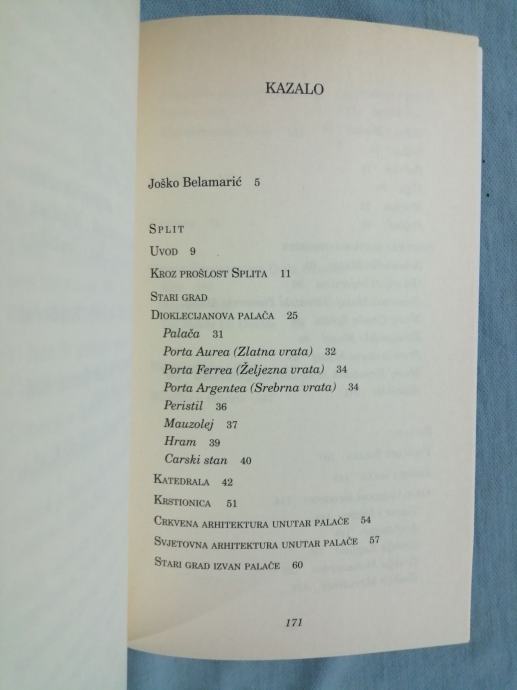 KAZALO
Joško Belamarić 5
SPLIT
UVOD 9
KROZ PROŠLOST SPLITA 11
STARI GRAD
DIOKLECIJANOVA PALAČA 25
Palača 31
Porta Aurea (Zlatna vrata) 32
Porta Ferrea (Željezna vrata) 34
Porta Argentea (Srebrna vrata) 34
Peristil 36
Mauzolej 37
Hram 39
Carski stan 40
KATEDRALA 42
KRSTIONICA 51
CRKVENA ARHITEKTURA UNUTAR PALAČE 54
SVJETOVNA ARHITEKTURA UNUTAR PALAČE 57
STARI GRAD IZVAN PALAČE 60
171